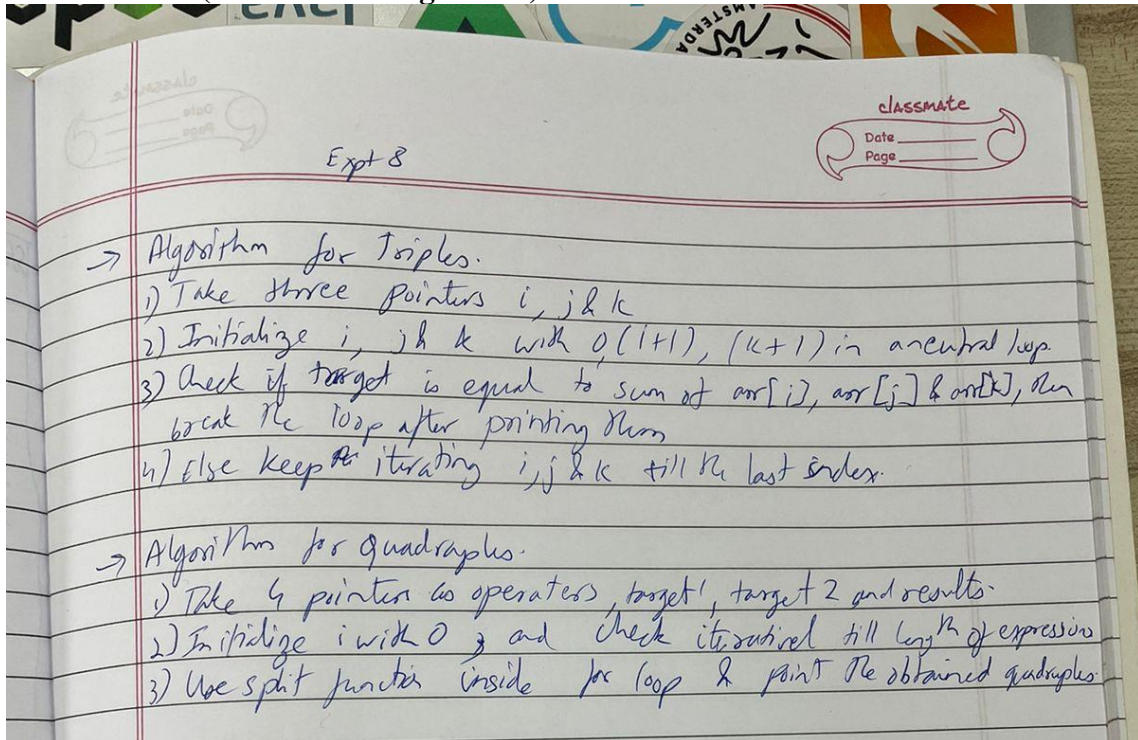 AMSTERDA
classmate
Date
Page
Expt 8
→ Algorithm for Triples.
1) Take three pointers i, j & k
2) Initialize i, j & k with 0, (i+1), (k+1) in a neutral loop.
3) Check if target is equal to sum of arr[i], arr[j] & arr[k], then
break the loop after printing them
4) Else keep iterating i, j & k till the last index.
→ Algorithm for Quadraples.
1) Take 4 pointers as operaters, target1, target 2 and results.
2) Initialize i with 0, and check iterativel till length of expression
3) Use split function inside for loop & print the obtained quadruples.